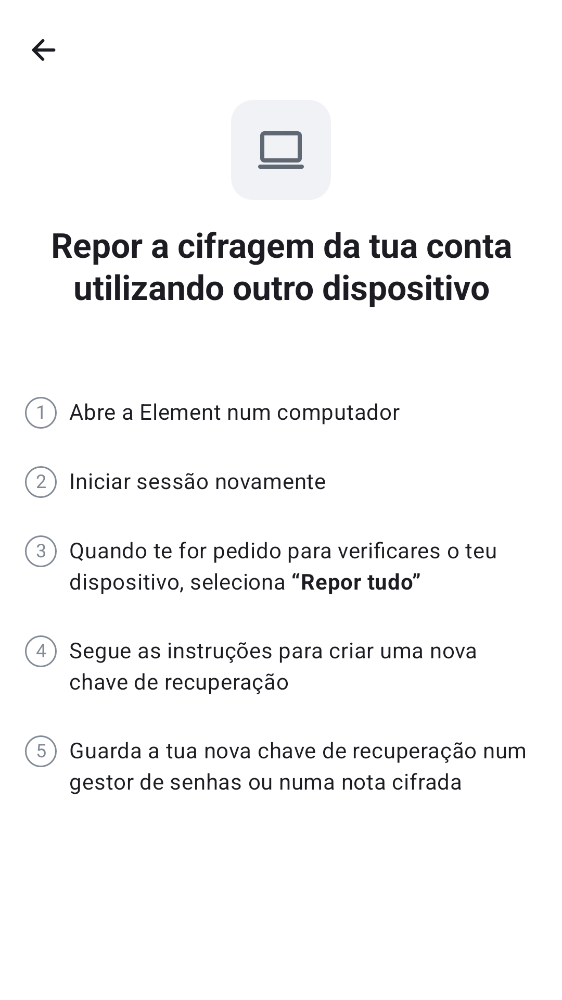 Repor a cifragem da tua conta
utilizando outro dispositivo
1 Abre a Element num computador
2 Iniciar sessão novamente
3 Quando te for pedido para verificares o teu
dispositivo, seleciona “Repor tudo”
4 Segue as instruções para criar uma nova
chave de recuperação
5 Guarda a tua nova chave de recuperação num
gestor de senhas ou numa nota cifrada